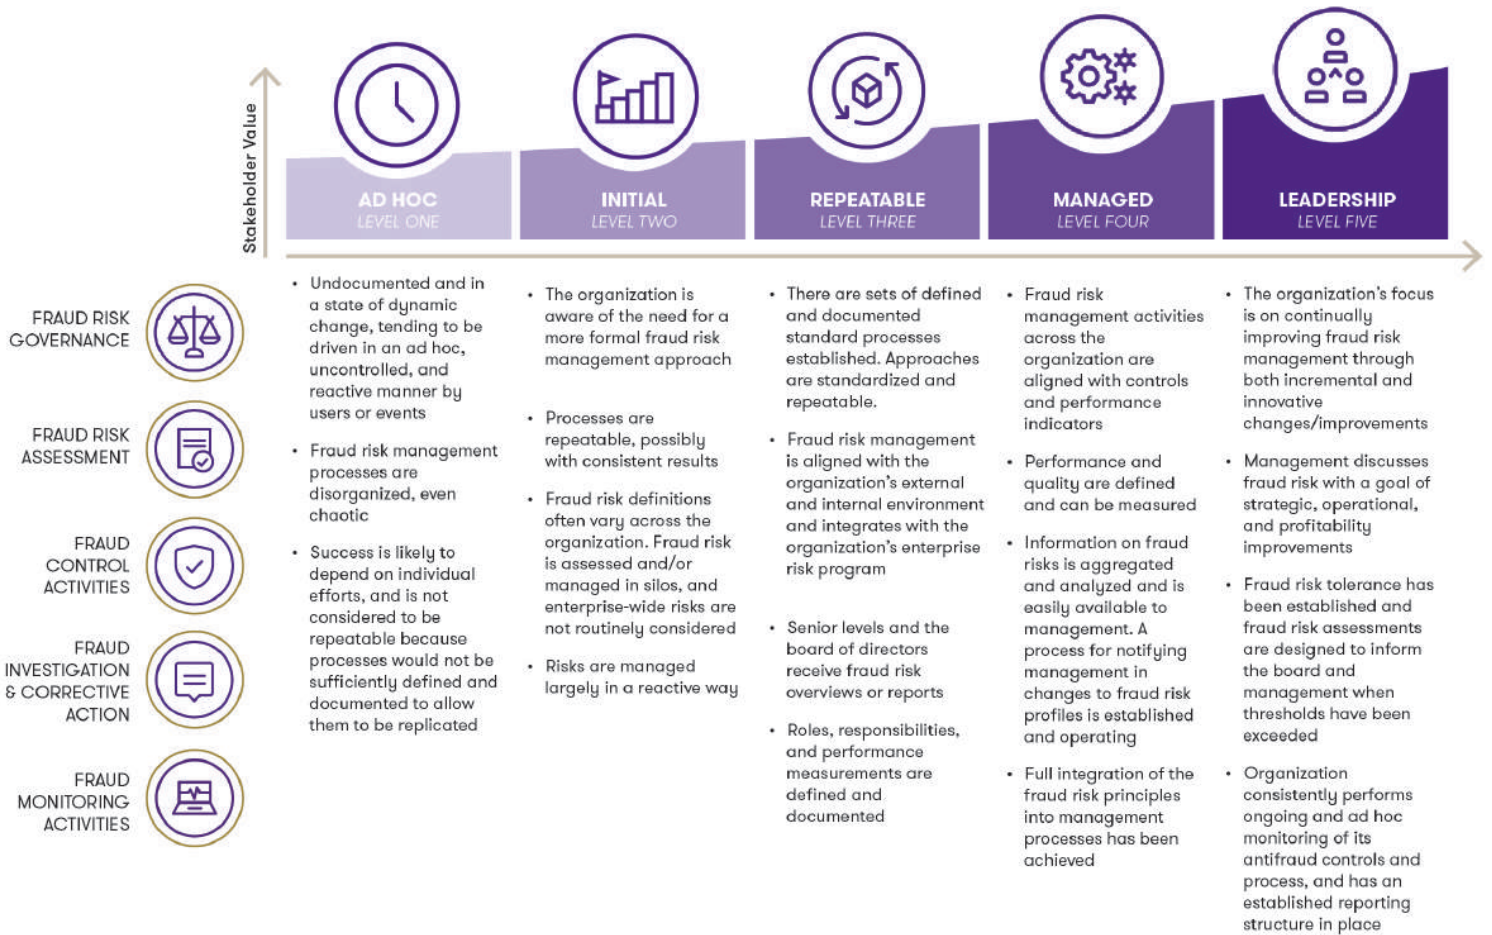 Stakeholder Value
AD HOC
LEVEL ONE
INITIAL
LEVEL TWO
REPEATABLE
LEVEL THREE
MANAGED
LEVEL FOUR
LEADERSHIP
LEVEL FIVE
FRAUD RISK
GOVERNANCE
FRAUD RISK
ASSESSMENT
FRAUD
CONTROL
ACTIVITIES
FRAUD
INVESTIGATION
& CORRECTIVE
ACTION
FRAUD
MONITORING
ACTIVITIES
• Undocumented and in
a state of dynamic
change, tending to be
driven in an ad hoc,
uncontrolled, and
reactive manner by
users or events
• Fraud risk management
processes are
disorganized, even
chaotic
• Success is likely to
depend on individual
efforts, and is not
considered to be
repeatable because
processes would not be
sufficiently defined and
documented to allow
them to be replicated
• The organization is
aware of the need for a
more formal fraud risk
management approach
• Processes are
repeatable, possibly
with consistent results
• Fraud risk definitions
often vary across the
organization. Fraud risk
is assessed and/or
managed in silos, and
enterprise-wide risks are
not routinely considered
• Risks are managed
largely in a reactive way
• There are sets of defined
and documented
standard processes
established. Approaches
are standardized and
repeatable.
• Fraud risk management
is aligned with the
organization's external
and internal environment
and integrates with the
organization's enterprise
risk program
• Senior levels and the
board of directors
receive fraud risk
overviews or reports
• Roles, responsibilities,
and performance
measurements are
defined and
documented
• Fraud risk
management activities
across the
organization are
aligned with controls
and performance
indicators
• Performance and
quality are defined
and can be measured
• Information on fraud
risks is aggregated
and analyzed and is
easily available to
management. A
process for notifying
management in
changes to fraud risk
profiles is established
and operating
• Full integration of the
fraud risk principles
into management
processes has been
achieved
• The organization's focus
is on continually
improving fraud risk
management through
both incremental and
innovative
changes/improvements
• Management discusses
fraud risk with a goal of
strategic, operational,
and profitability
improvements
• Fraud risk tolerance has
been established and
fraud risk assessments
are designed to inform
the board and
management when
thresholds have been
exceeded
• Organization
consistently performs
ongoing and ad hoc
monitoring of its
antifraud controls and
process, and has an
established reporting
structure in place